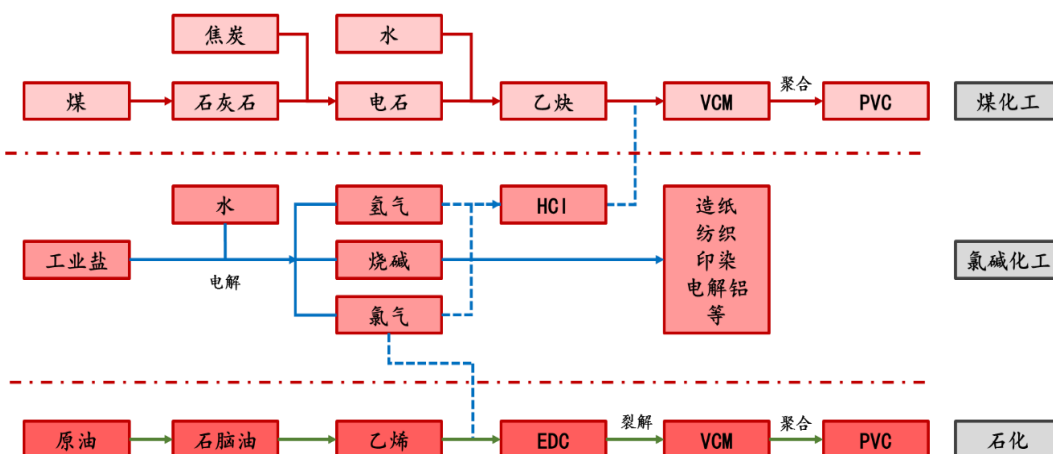 焦炭
水
煤
石灰石
电石
乙炔
VCM
聚合
PVC
煤化工
水
氢气
HCl
造纸
纺织
印染
电解铝
等
工业盐
电解
烧碱
氯碱化工
氯气
原油
石脑油
乙烯
EDC
裂解
VCM
聚合
PVC
石化